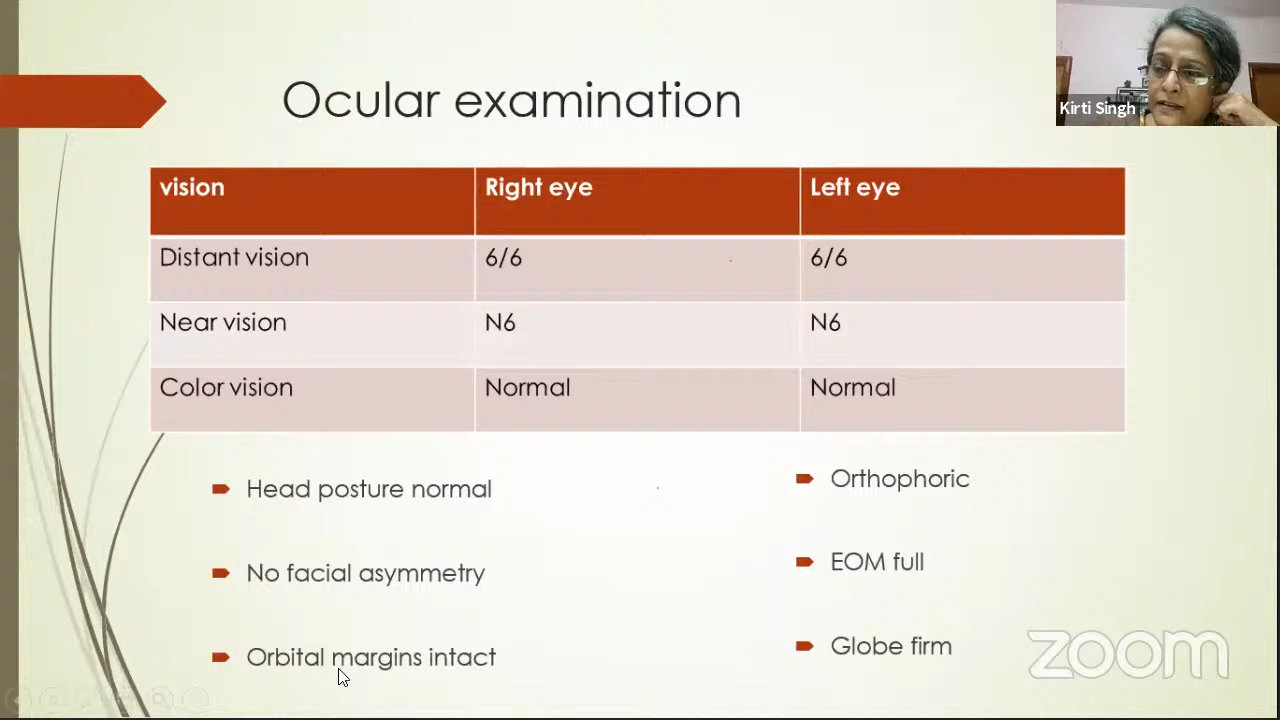 Ocular examination
Kirti Singh
vision Right eye Left eye
Distant vision 6/6 6/6
Near vision N6 N6
Color vision Normal Normal
Head posture normal
No facial asymmetry
Orbital margins intact
Orthophoric
EOM full
Globe firm
zoom